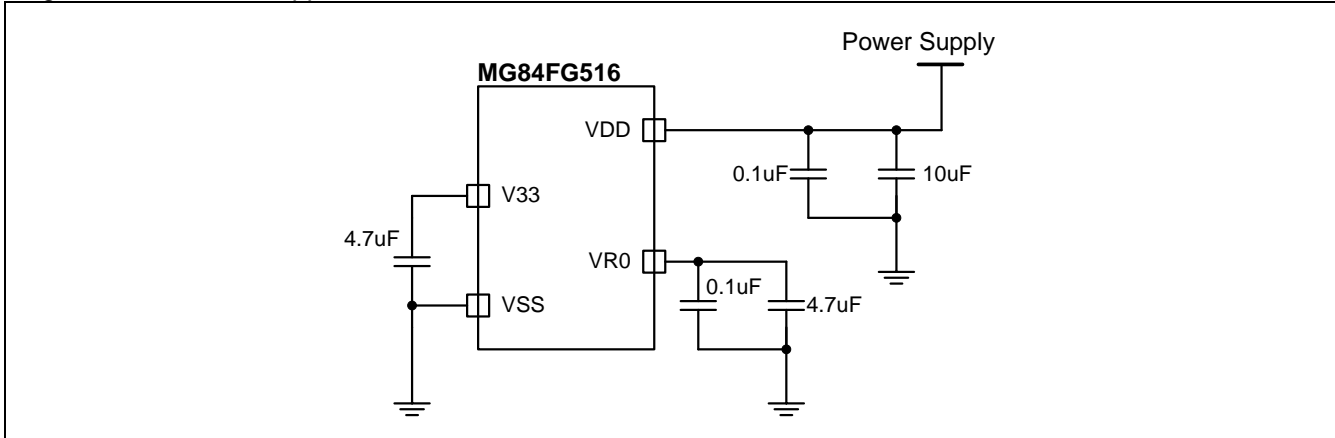 Power Supply
MG84FG516
VDD
0.1uF
10uF
V33
4.7uF
VR0
0.1uF
4.7uF
VSS